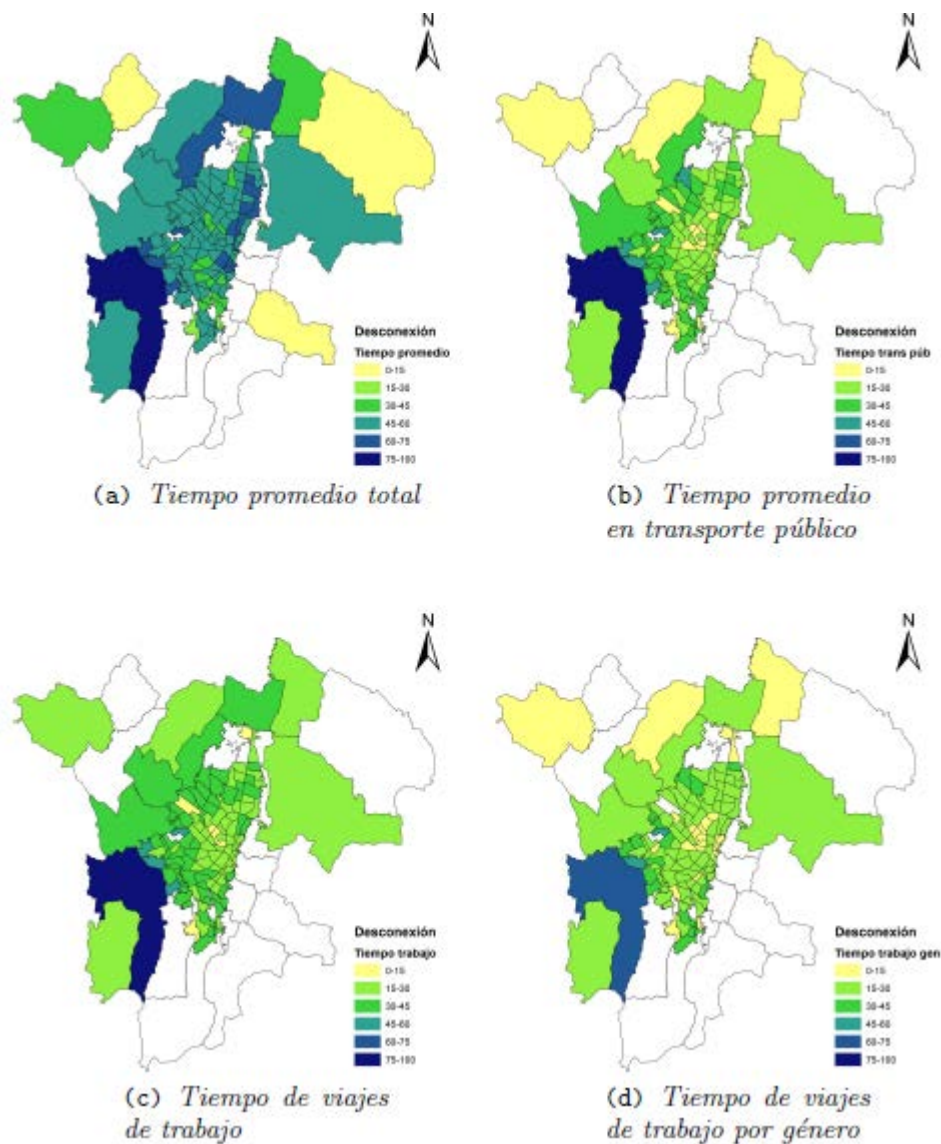 N
N
Desconexión
Tiempo promedio
0-15
15-30
30-45
45-60
60-75
75-100
Desconexión
Tiempo trans púb
0-15
15-30
30-45
45-60
60-75
75-100
(a) Tiempo promedio total
(b) Tiempo promedio
en transporte público
N
N
Desconexión
Tiempo trabajo
0-15
15-30
30-45
45-60
60-75
75-100
Desconexión
Tiempo trabajo gen
0-15
15-30
30-45
45-60
60-75
75-100
(c) Tiempo de viajes
de trabajo
(d) Tiempo de viajes
de trabajo por género